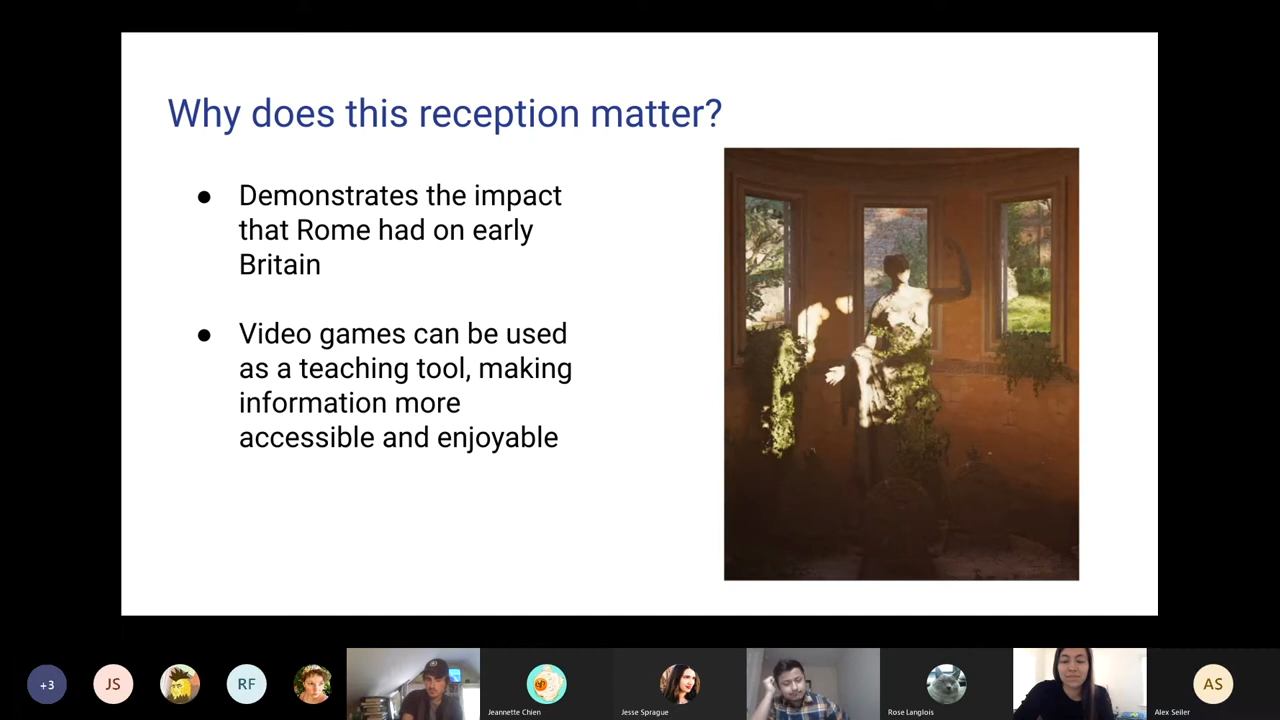 Why does this reception matter?
● Demonstrates the impact
that Rome had on early
Britain
● Video games can be used
as a teaching tool, making
information more
accessible and enjoyable
+3
JS
RF
Jeannette Chien
Jesse Sprague
Rose Langlois
AS
Alex Seiler